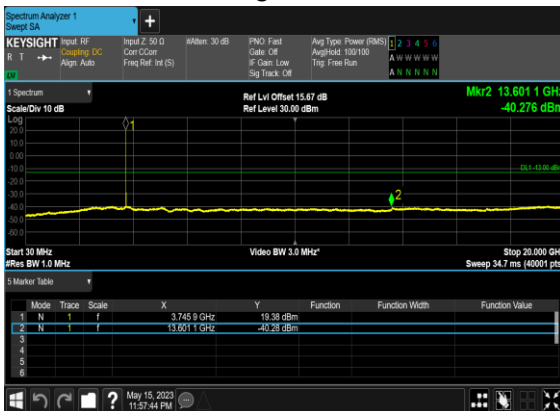 Spectrum Analyzer 1
Swept SA
KEYSIGHT Input: RF Input Z: 50 Ω #Atten: 30 dB PNO: Fast Avg Type: Power (RMS) 1 2 3 4 5 6
R T Coupling: DC Corr CCorr Gate: Off Avg|Hold: 100/100 A W W W W W
Align: Auto Freq Ref: Int (S) IF Gain: Low Trig: Free Run
Sig Track: Off A N N N N N
1 Spectrum Ref Lvl Offset 15.67 dB Mkr2 13.601 1 GHz
Scale/Div 10 dB Ref Level 30.00 dBm -40.276 dBm
Log
20.0
10.0
0.00
-10.0
-20.0
-30.0
-40.0
-50.0
-60.0
1
2
DL1 -13.00 dBm
Start 30 MHz Video BW 3.0 MHz* Stop 20.000 GHz
#Res BW 1.0 MHz Sweep 34.7 ms (40001 pts)
5 Marker Table
Mode Trace Scale X Y Function Function Width Function Value
1 N 1 f 3.745 9 GHz 19.38 dBm
2 N 1 f 13.601 1 GHz -40.28 dBm
3
4
5
6
May 15, 2023
11:57:44 PM